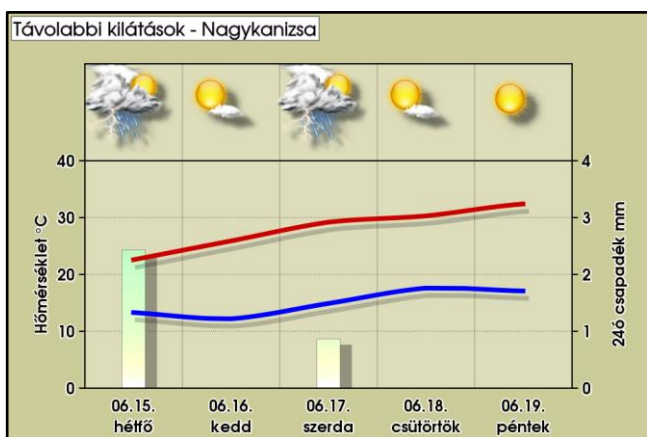 Távolabbi kilátások - Nagykanizsa
40
30
20
10
0
Hőmérséklet °C
4
3
2
1
0
24ó csapadék mm
06.15. 06.16. 06.17. 06.18. 06.19.
hétfő kedd szerda csütörtök péntek